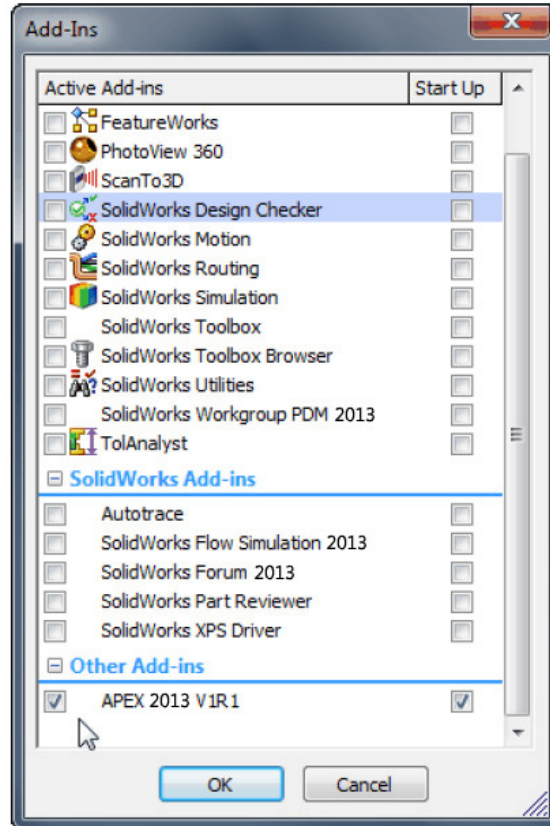 Add-Ins
Active Add-ins Start Up
FeatureWorks
PhotoView 360
ScanTo3D
SolidWorks Design Checker
SolidWorks Motion
SolidWorks Routing
SolidWorks Simulation
SolidWorks Toolbox
SolidWorks Toolbox Browser
SolidWorks Utilities
SolidWorks Workgroup PDM 2013
TolAnalyst
SolidWorks Add-ins
Autotrace
SolidWorks Flow Simulation 2013
SolidWorks Forum 2013
SolidWorks Part Reviewer
SolidWorks XPS Driver
Other Add-ins
APEX 2013 V1R1
OK Cancel